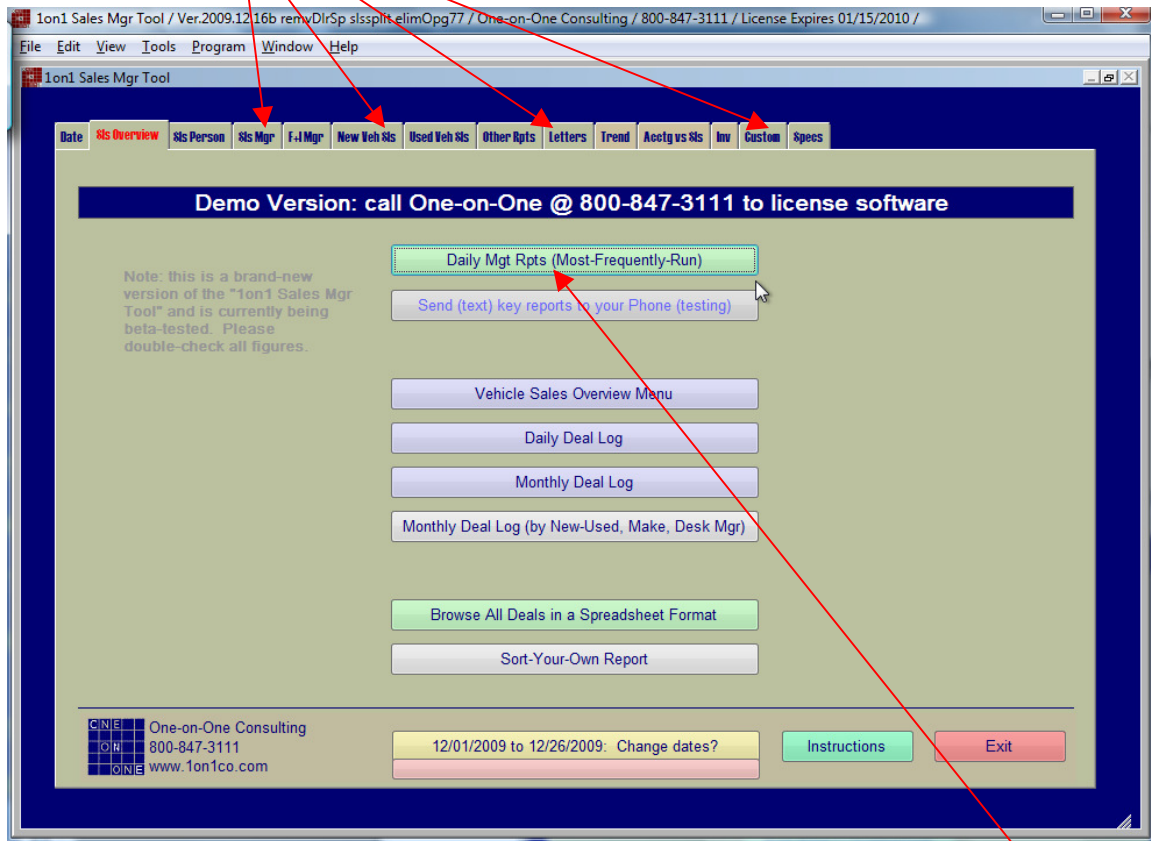 1on1 Sales Mgr Tool / Ver.2009.12.16b remvDlrSp slssplit elimOpg77 / One-on-One Consulting / 800-847-3111 / License Expires 01/15/2010 /
File Edit View Tools Program Window Help
1on1 Sales Mgr Tool
Date Sls Overview Sls Person Sls Mgr F+I Mgr New Veh Sls Used Veh Sls Other Rpts Letters Trend Acctg vs Sls Inv Custom Specs
Demo Version: call One-on-One @ 800-847-3111 to license software
Daily Mgt Rpts (Most-Frequently-Run)
Note: this is a brand-new
version of the "1on1 Sales Mgr
Tool" and is currently being
beta-tested. Please
double-check all figures.
Send (text) key reports to your Phone (testing)
Vehicle Sales Overview Menu
Daily Deal Log
Monthly Deal Log
Monthly Deal Log (by New-Used, Make, Desk Mgr)
Browse All Deals in a Spreadsheet Format
Sort-Your-Own Report
ONE
ON
ONE
One-on-One Consulting
800-847-3111
www.1on1co.com
12/01/2009 to 12/26/2009: Change dates?
Instructions
Exit